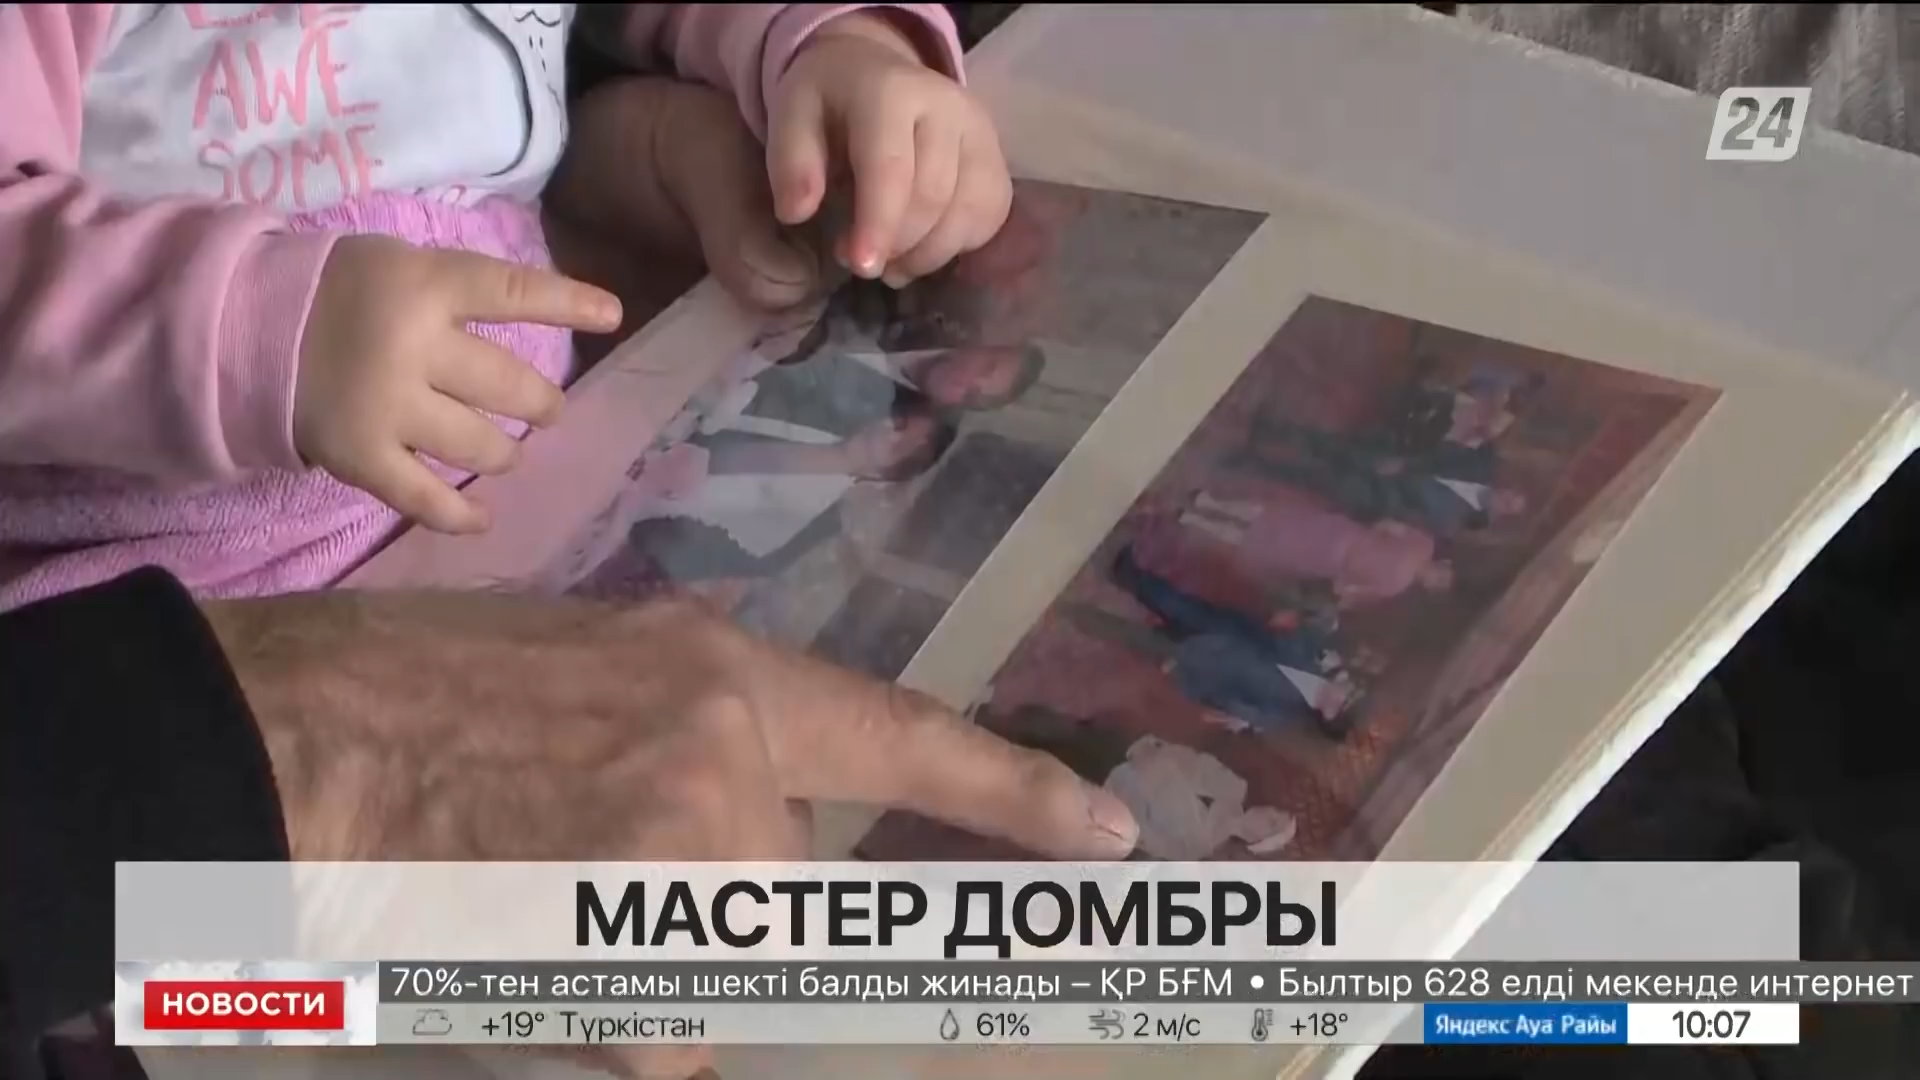 AWE
SOME
24
МАСТЕР ДОМБРЫ
НОВОСТИ
70%-тен астамы шекті балды жинады – ҚР БҒМ • Былтыр 628 елді мекенде интернет
+19° Түркістан 61% 2 м/с +18° Яндекс Ауа Райы 10:07